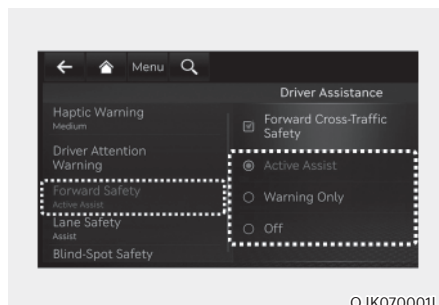 Menu
Driver Assistance
Haptic Warning
Medium
Driver Attention
Warning
Forward Safety
Active Assist
Lane Safety
Assist
Blind-Spot Safety
Forward Cross-Traffic
Safety
Active Assist
Warning Only
Off